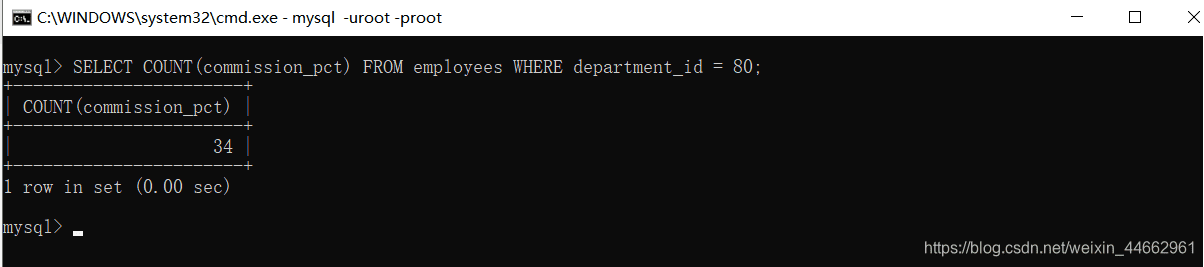 C:\WINDOWS\system32\cmd.exe - mysql  -uroot -proot
mysql> SELECT COUNT(commission_pct) FROM employees WHERE department_id = 80;
+-----------------------+
| COUNT(commission_pct) |
+-----------------------+
|                    34 |
+-----------------------+
1 row in set (0.00 sec)
mysql>
https://blog.csdn.net/weixin_44662961